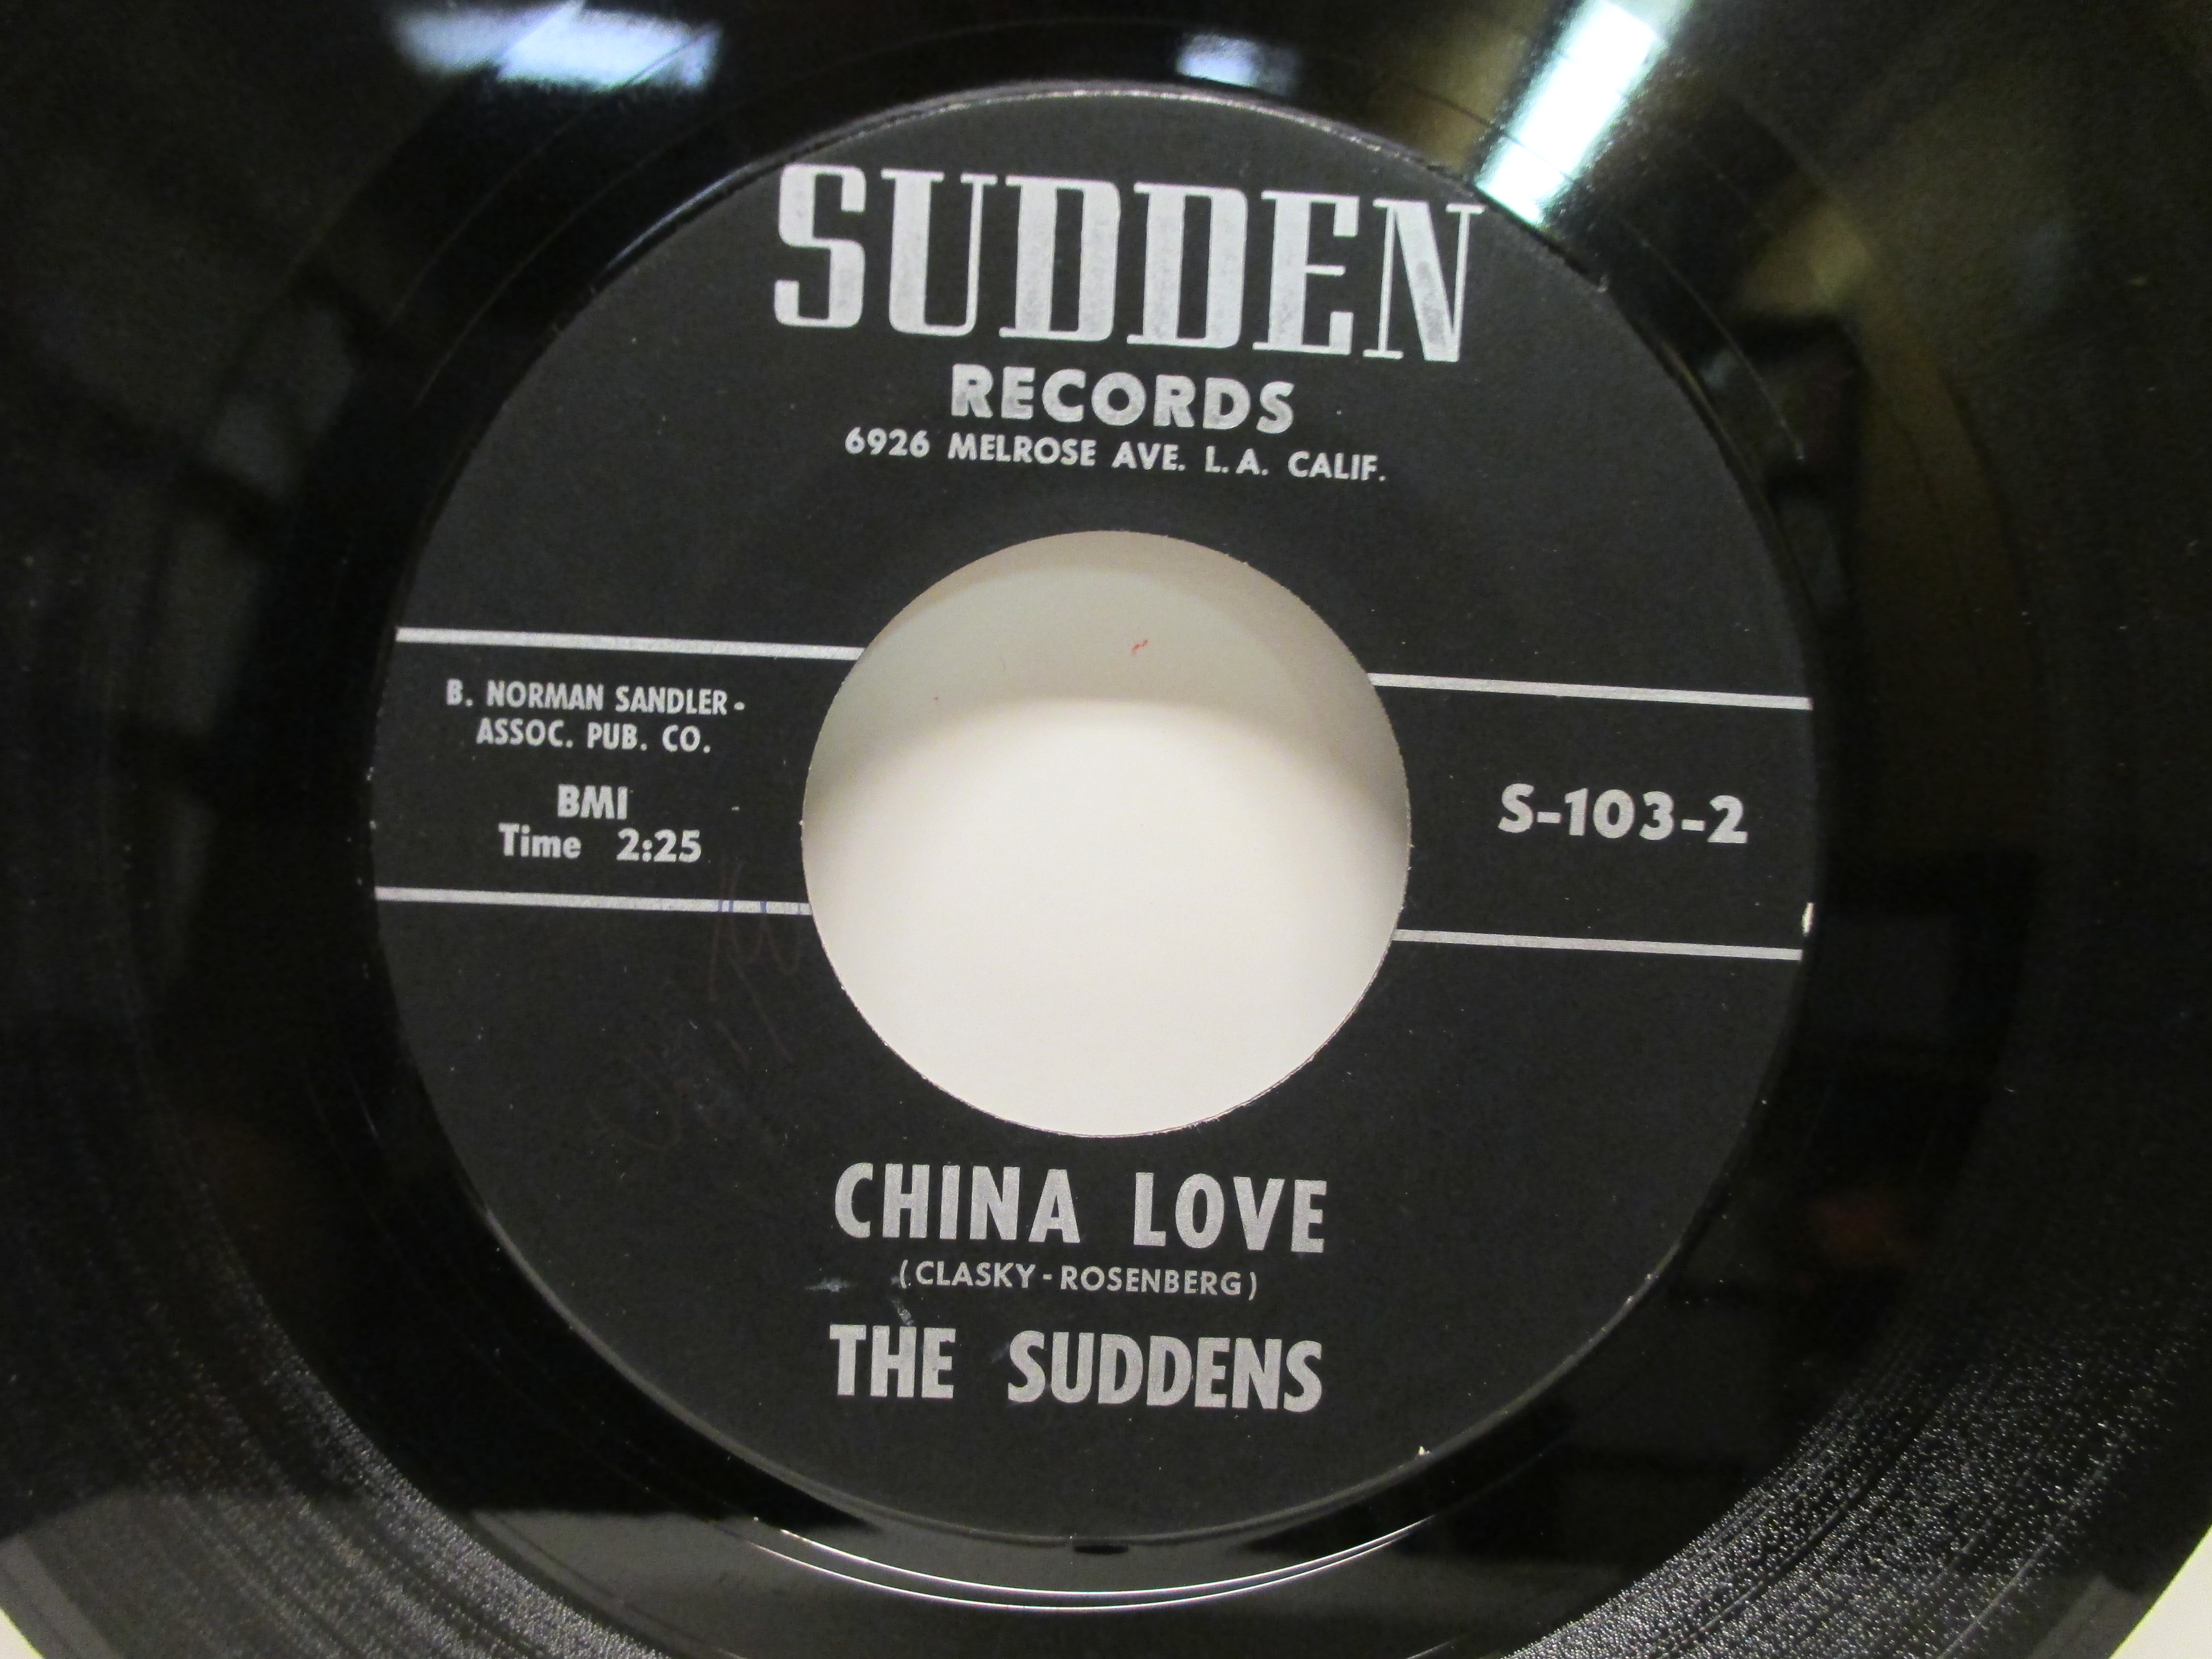 SUDDEN
RECORDS
6926 MELROSE AVE. L.A. CALIF.
B. NORMAN SANDLER-
ASSOC. PUB. CO.
BMI
Time 2:25
S-103-2
CHINA LOVE
(CLASKY-ROSENBERG)
THE SUDDENS